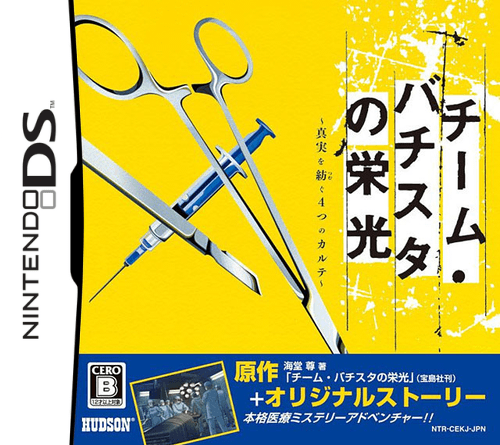 NINTENDO DS™
チーム・
バチスタ
の栄光
～真実を紡ぐ4つのカルテ～
つむ
CERO
B
12才以上対象
HUDSON®
原作
海堂 尊 著
「チーム・バチスタの栄光」(宝島社刊)
+オリジナルストーリー
本格医療ミステリーアドベンチャー!!
NTR-CEKJ-JPN